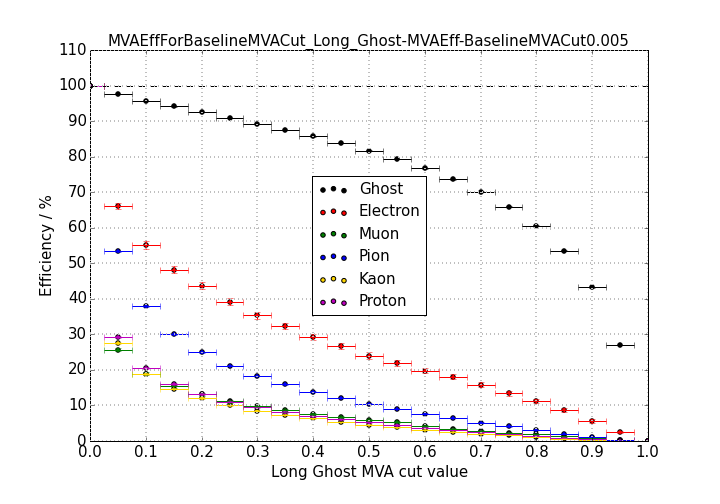 MVAEffForBaselineMVACut_Long_Ghost-MVAEff-BaselineMVACut0.005
110
100
90
80
70
60
50
40
30
20
10
0
Efficiency / %
Ghost
Electron
Muon
Pion
Kaon
Proton
0.0 0.1 0.2 0.3 0.4 0.5 0.6 0.7 0.8 0.9 1.0
Long Ghost MVA cut value